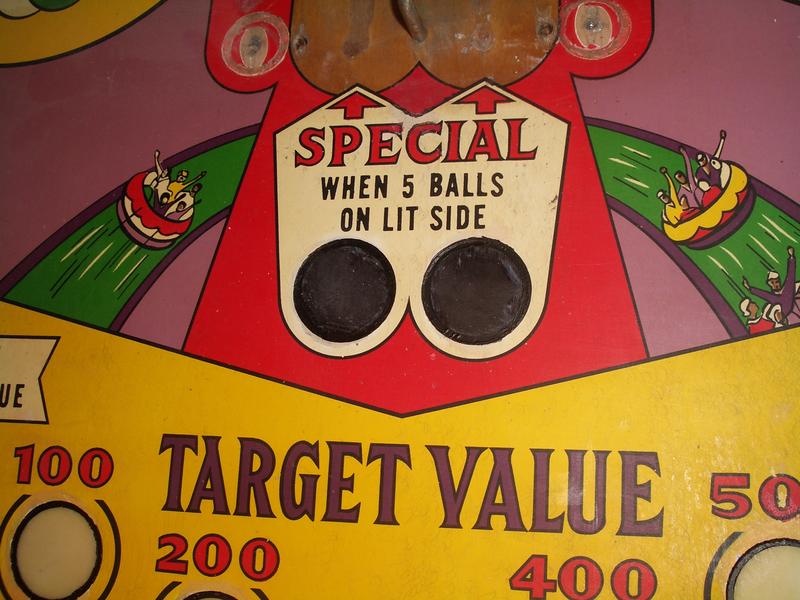 SPECIAL
WHEN 5 BALLS
ON LIT SIDE
UE
TARGET VALUE
100
50
200
400